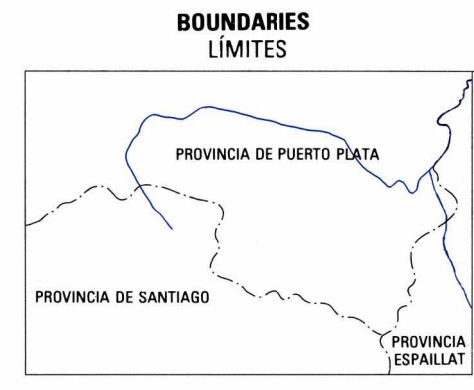 BOUNDARIES
LÍMITES
PROVINCIA DE PUERTO PLATA
PROVINCIA DE SANTIAGO
PROVINCIA
ESPAILLAT